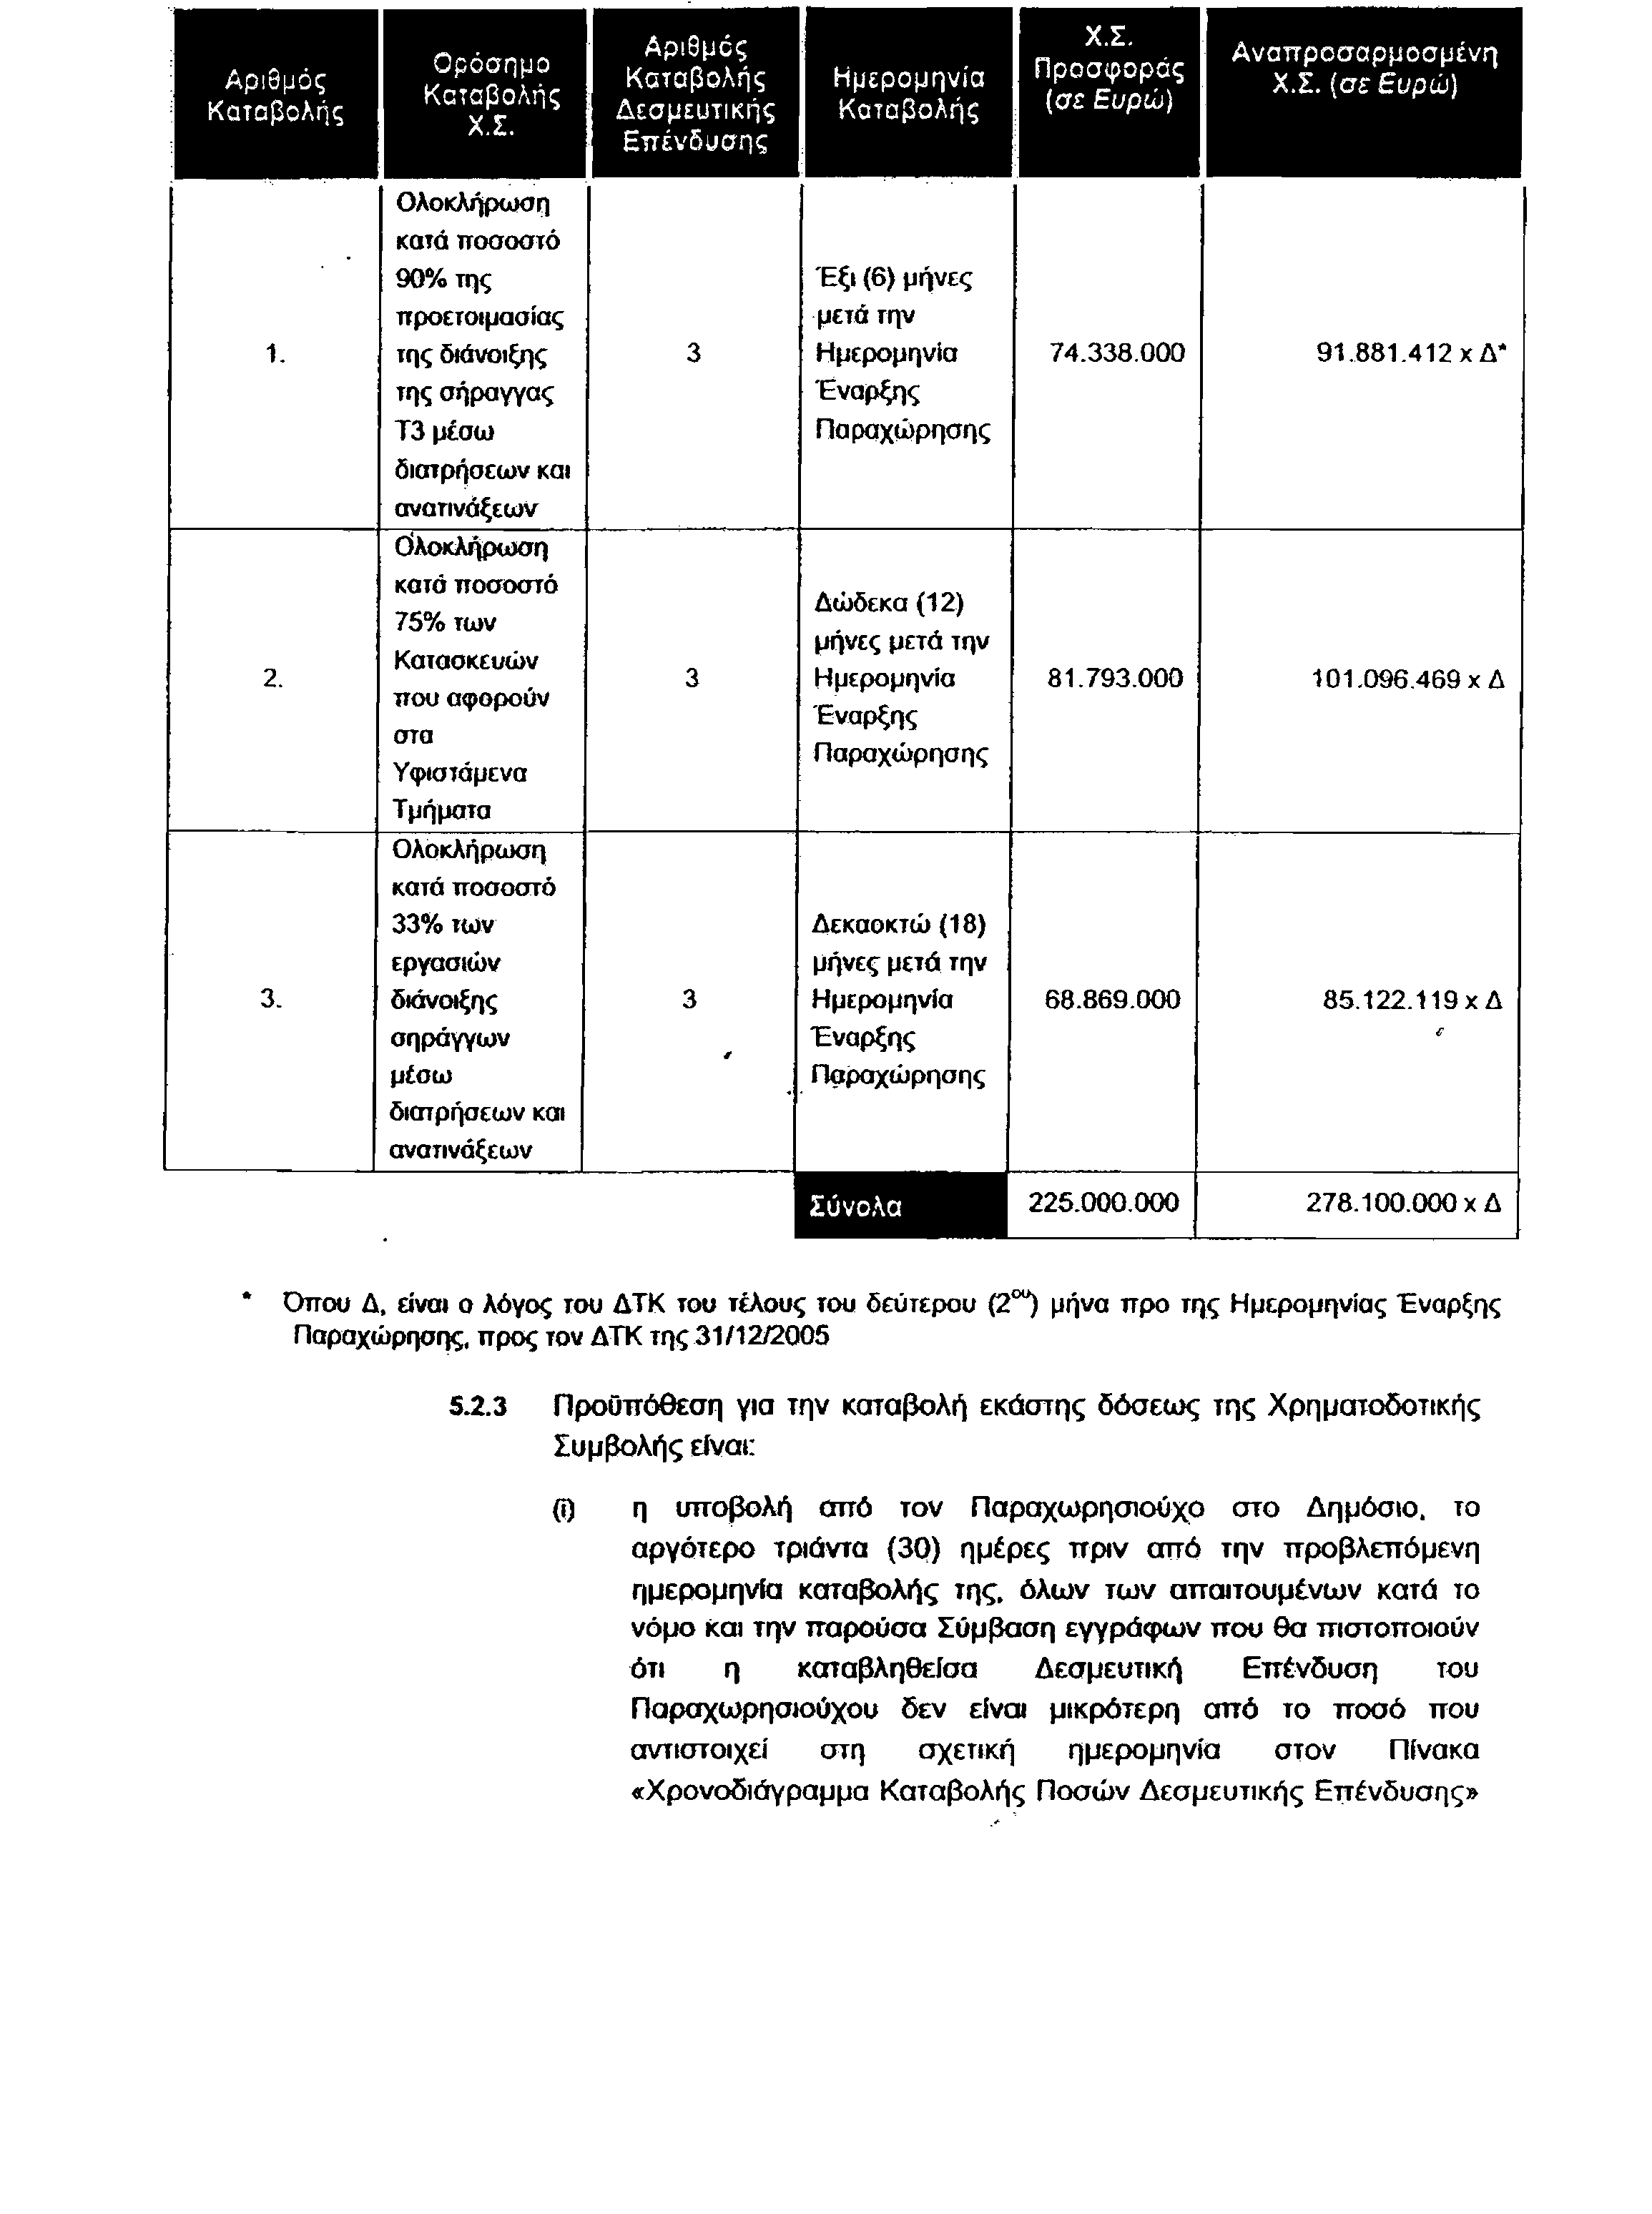 Αριθμός
Καταβολής
Ορόσημο
Καταβολής
Χ.Σ.
Αριθμός
Καταβολής
Δεσμευτικής
Επένδυσης
Ημερομηνία
Καταβολής
Χ.Σ.
Προσφοράς
(σε Ευρώ)
Αναπροσαρμοσμένη
Χ.Σ. (σε Ευρώ)
1.
Ολοκλήρωση
κατά ποσοστό
90% της
προετοιμασίας
της διάνοιξης
της σήραγγας
Τ3 μέσω
διατρήσεων και
ανατινάξεων
3
Έξι (6) μήνες
μετά την
Ημερομηνία
Έναρξης
Παραχώρησης
74.338.000
91.881.412 x Δ*
2.
Ολοκλήρωση
κατά ποσοστό
75% των
Κατασκευών
που αφορούν
στα
Υφιστάμενα
Τμήματα
3
Δώδεκα (12)
μήνες μετά την
Ημερομηνία
Έναρξης
Παραχώρησης
81.793.000
101.096.469 x Δ
3.
Ολοκλήρωση
κατά ποσοστό
33% των
εργασιών
διάνοιξης
σηράγγων
μέσω
διατρήσεων και
ανατινάξεων
3
Δεκαοκτώ (18)
μήνες μετά την
Ημερομηνία
Έναρξης
Παραχώρησης
68.869.000
85.122.119 x Δ
Σύνολα
225.000.000
278.100.000 x Δ
* Όπου Δ, είναι ο λόγος του ΔΤΚ του τέλους του δεύτερου (2ου) μήνα προ της Ημερομηνίας Έναρξης
Παραχώρησης, προς τον ΔΤΚ της 31/12/2005
5.2.3 Προϋπόθεση για την καταβολή εκάστης δόσεως της Χρηματοδοτικής
Συμβολής είναι:
(i) η υποβολή από τον Παραχωρησιούχο στο Δημόσιο, το
αργότερο τριάντα (30) ημέρες πριν από την προβλεπόμενη
ημερομηνία καταβολής της, όλων των απαιτουμένων κατά το
νόμο και την παρούσα Σύμβαση εγγράφων που θα πιστοποιούν
ότι η καταβληθείσα Δεσμευτική Επένδυση του
Παραχωρησιούχου δεν είναι μικρότερη από το ποσό που
αντιστοιχεί στη σχετική ημερομηνία στον Πίνακα
«Χρονοδιάγραμμα Καταβολής Ποσών Δεσμευτικής Επένδυσης»